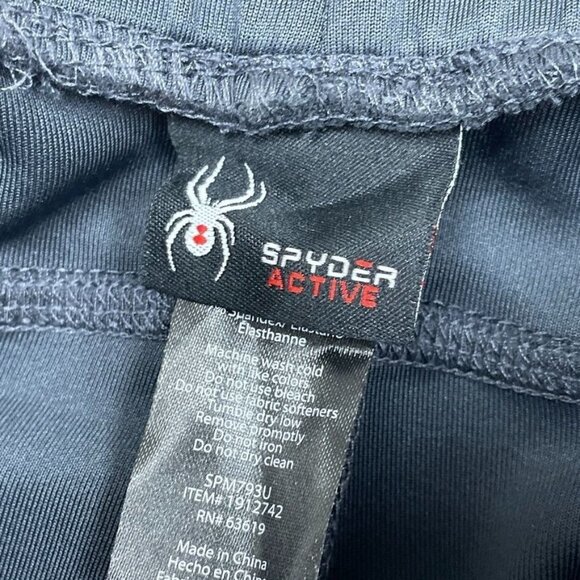 SPYDER
ACTIVE
Spandex/ Elastano
Elasthanne
Machine wash cold
with like colors
Do not use bleach
Do not use fabric softeners
Tumble dry low
Remove promptly
Do not iron
Do not dry clean
SPM793U
ITEM# 1912742
RN# 63619
Made in China
Hecho en China